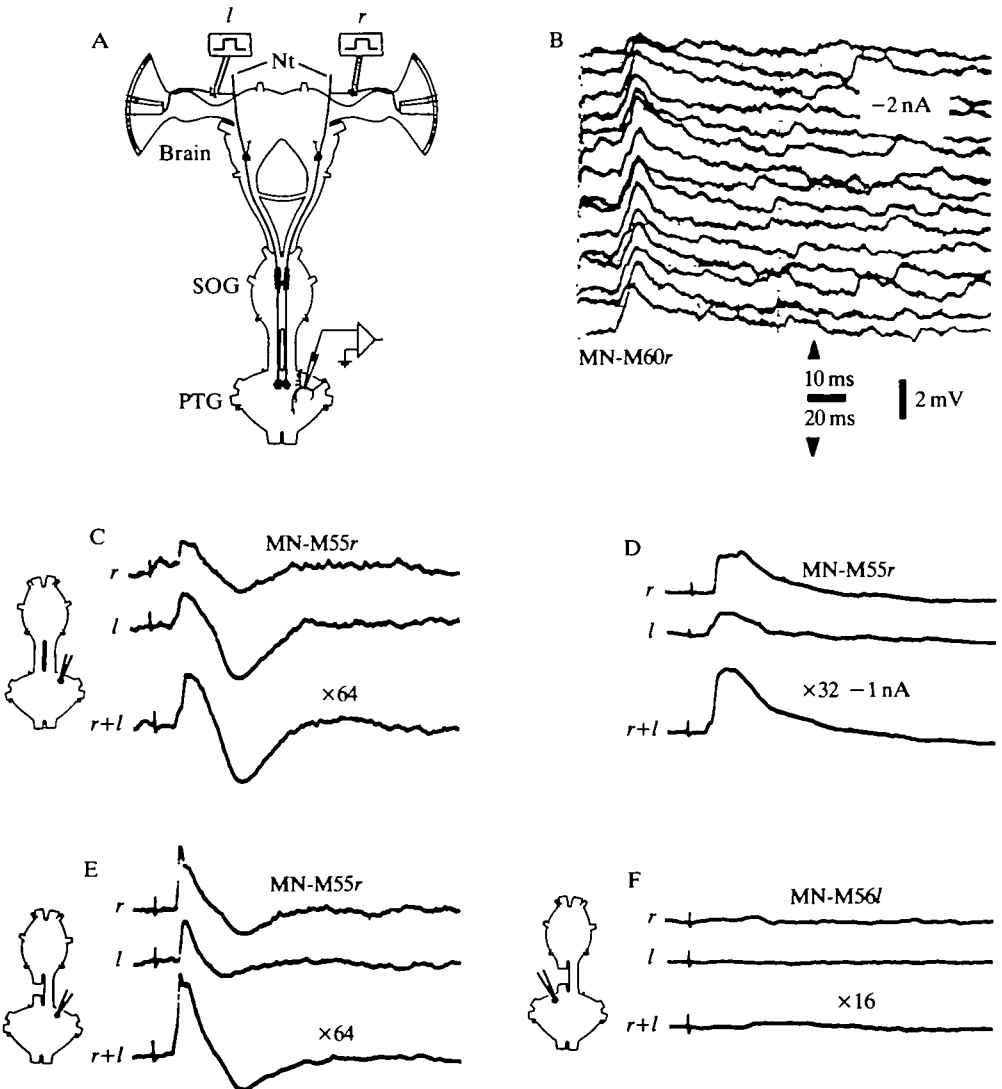 A
l
r
Nt
Brain
SOG
PTG
B
−2 nA
MN-M60r
10 ms
20 ms
2 mV
C
MN-M55r
r
l
×64
r+l
D
MN-M55r
r
l
×32 −1 nA
r+l
E
MN-M55r
r
l
×64
r+l
F
MN-M56l
r
l
×16
r+l